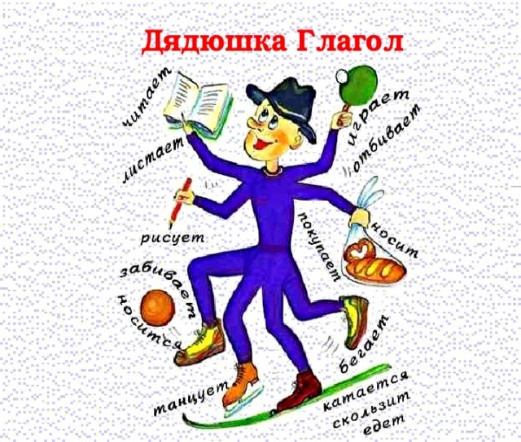 Дядюшка Глагол
читает
листает
играет
отбивает
рисует
покупает
носит
забивает
носится
бегает
танцует
катается
скользит
едет